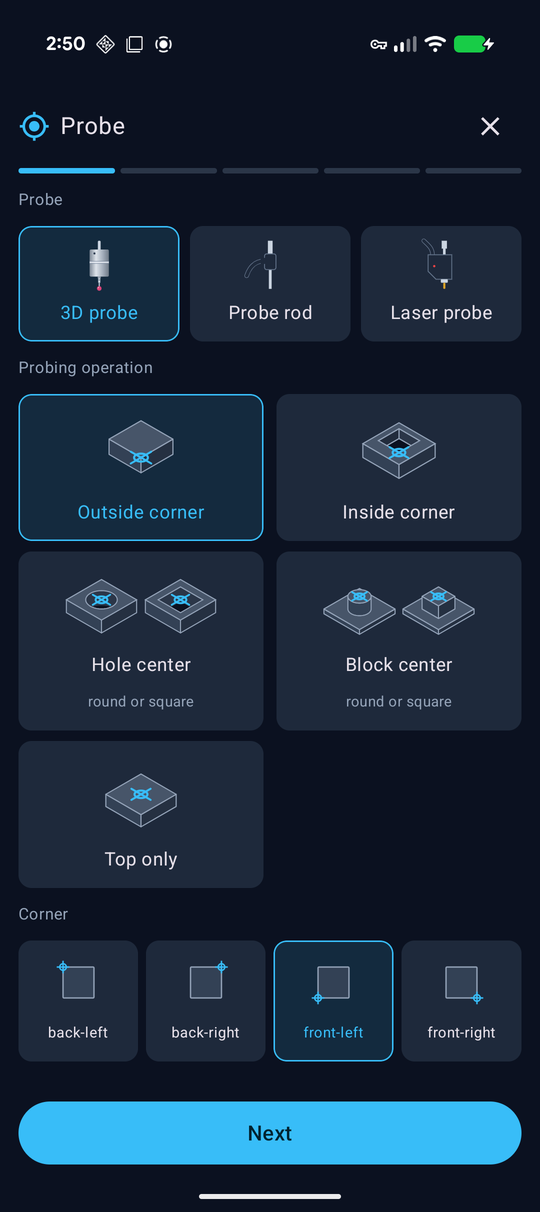 2:50
Probe
Probe
3D probe
Probe rod
Laser probe
Probing operation
Outside corner
Inside corner
Hole center
round or square
Block center
round or square
Top only
Corner
back-left
back-right
front-left
front-right
Next